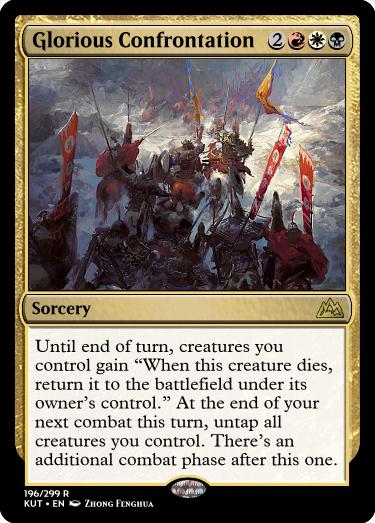 Glorious Confrontation 2
Sorcery
Until end of turn, creatures you
control gain “When this creature dies,
return it to the battlefield under its
owner’s control.” At the end of your
next combat this turn, untap all
creatures you control. There’s an
additional combat phase after this one.
196/299 R
KUT • EN Zhong Fenghua